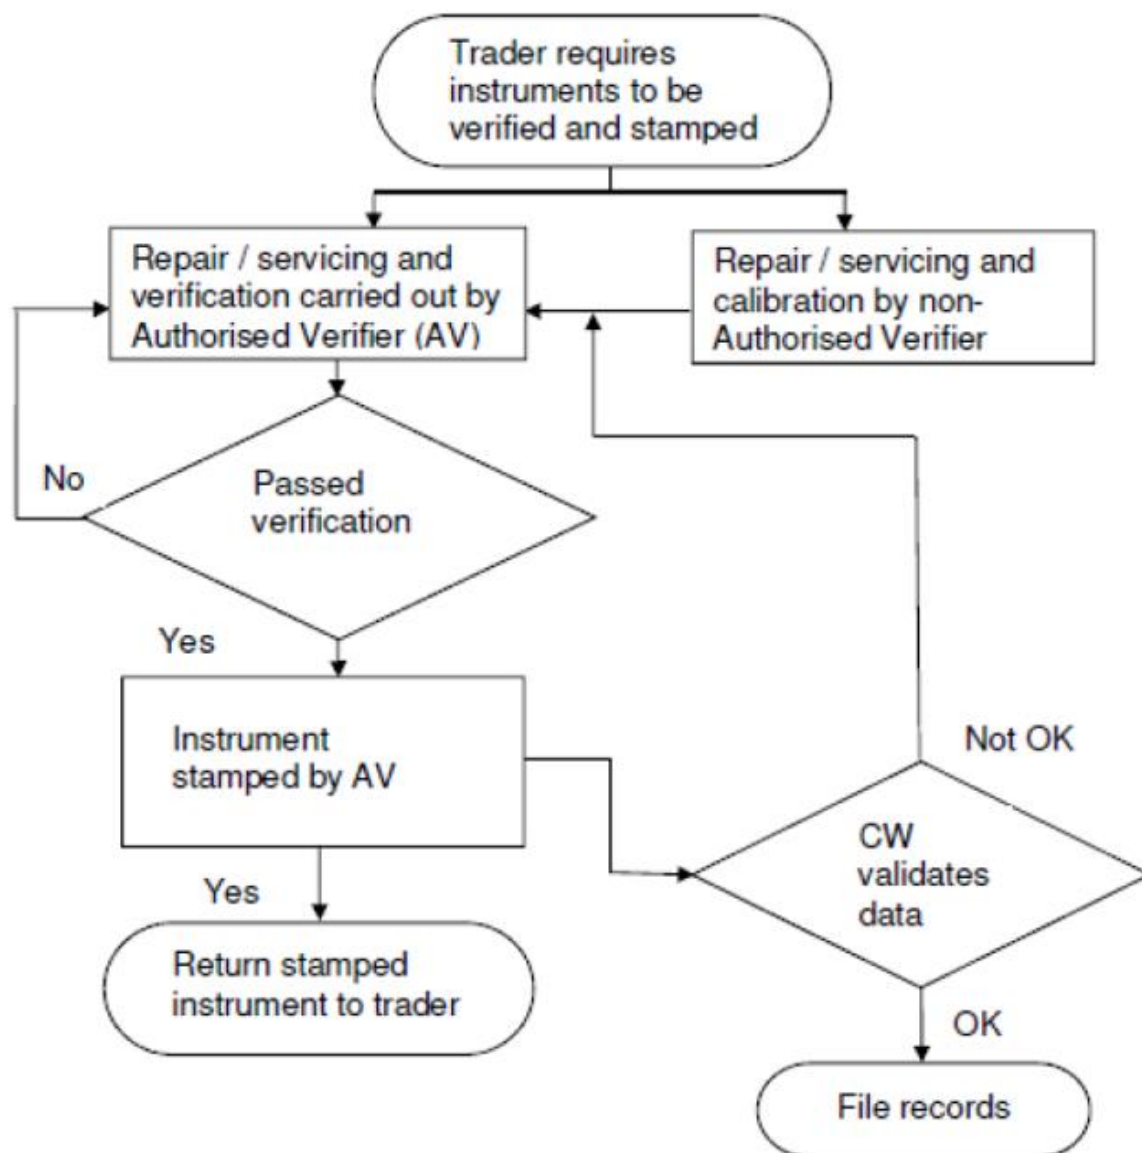 Trader requires
instruments to be
verified and stamped
Repair / servicing and
verification carried out by
Authorised Verifier (AV)
Repair / servicing and
calibration by non-
Authorised Verifier
No
Passed
verification
Yes
Instrument
stamped by AV
Not OK
CW
validates
data
Yes
Return stamped
instrument to trader
OK
File records